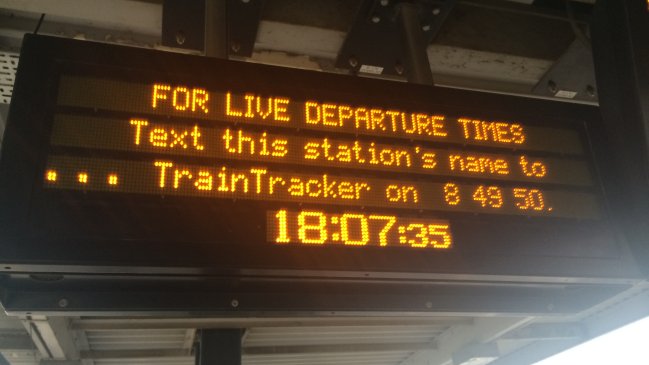 FOR LIVE DEPARTURE TIMES
Text this station's name to
... TrainTracker on 8 49 50.
18:07:35